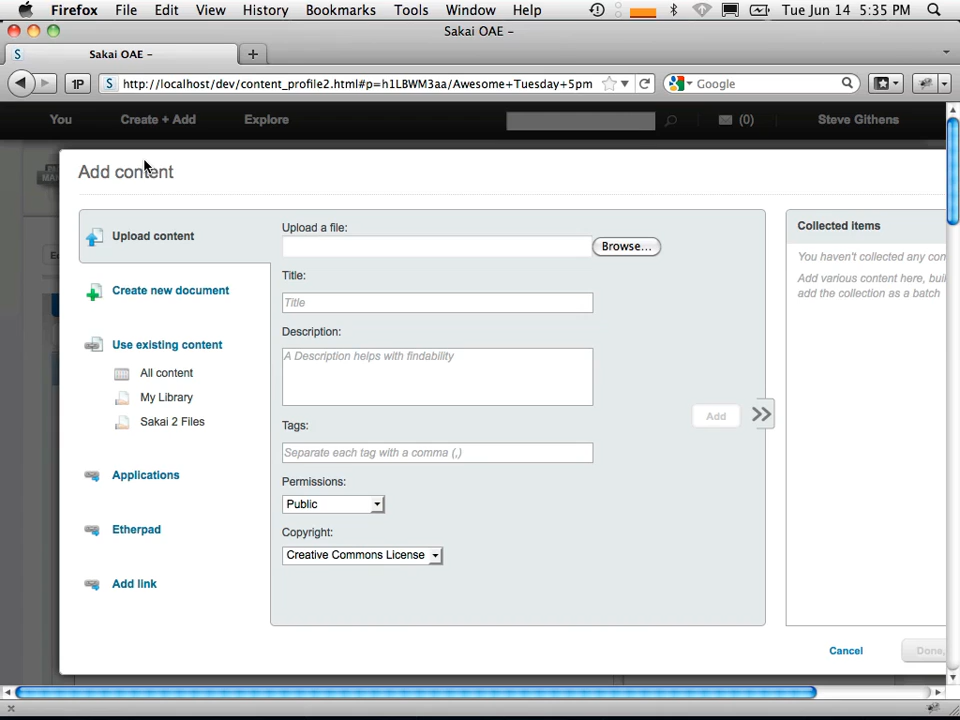 Firefox File Edit View History Bookmarks Tools Window Help Tue Jun 14 5:35 PM
Sakai OAE –
S Sakai OAE – +
1P S http://localhost/dev/content_profile2.html#p=h1LBWM3aa/Awesome+Tuesday+5pm Google
You Create + Add Explore (0) Steve Githens
Add content
Upload content
Create new document
Use existing content
All content
My Library
Sakai 2 Files
Applications
Etherpad
Add link
Upload a file:
Browse...
Title:
Title
Description:
A Description helps with findability
Tags:
Separate each tag with a comma (,)
Permissions:
Public
Copyright:
Creative Commons License
Add
Collected items
You haven't collected any con
Add various content here, buil
add the collection as a batch
Cancel Done,